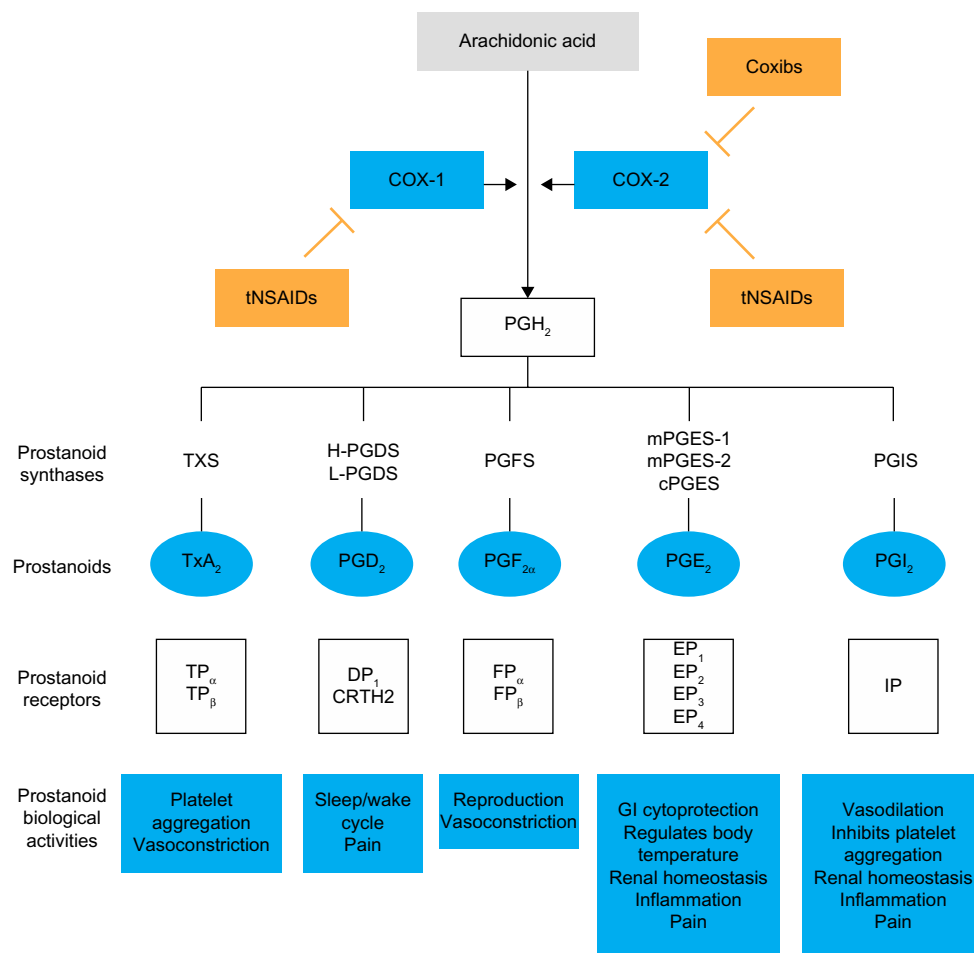 Arachidonic acid
Coxibs
COX-1
COX-2
tNSAIDs
tNSAIDs
PGH₂
Prostanoid
synthases
TXS
H-PGDS
L-PGDS
PGFS
mPGES-1
mPGES-2
cPGES
PGIS
Prostanoids
TxA₂
PGD₂
PGF₂α
PGE₂
PGI₂
Prostanoid
receptors
TPα
TPβ
DP₁
CRTH2
FPα
FPβ
EP₁
EP₂
EP₃
EP₄
IP
Prostanoid
biological
activities
Platelet
aggregation
Vasoconstriction
Sleep/wake
cycle
Pain
Reproduction
Vasoconstriction
GI cytoprotection
Regulates body
temperature
Renal homeostasis
Inflammation
Pain
Vasodilation
Inhibits platelet
aggregation
Renal homeostasis
Inflammation
Pain